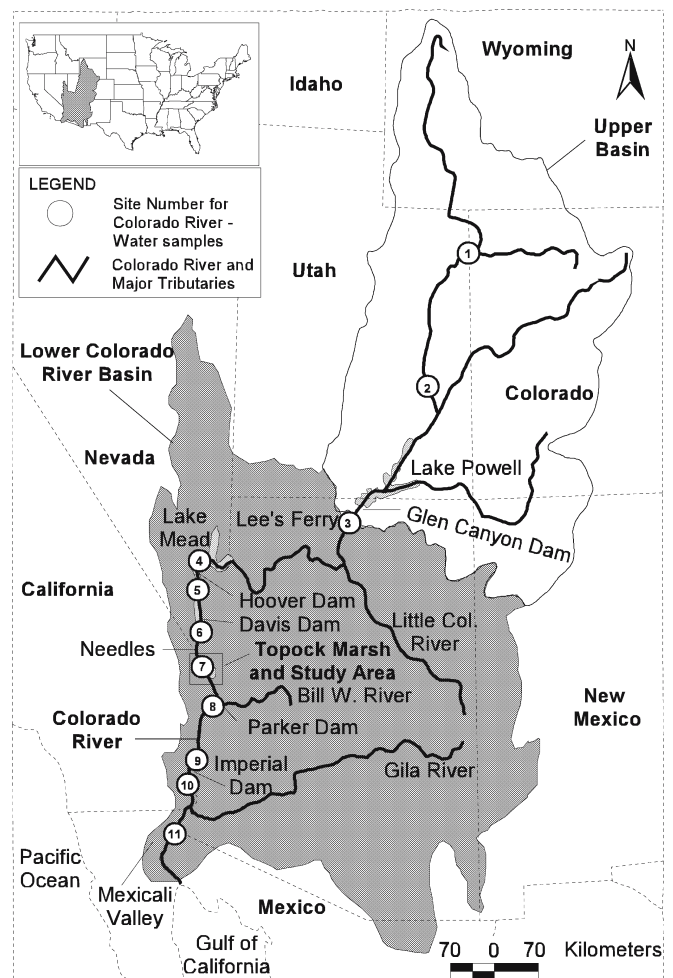 Wyoming
N
Idaho
Upper
Basin
LEGEND
Site Number for
Colorado River -
Water samples
Colorado River and
Major Tributaries
Utah
1
Lower Colorado
River Basin
2
Colorado
Nevada
Lake Powell
Lake
Mead
Lee's Ferry
3
Glen Canyon Dam
4
California
5
Hoover Dam
Davis Dam
6
Little Col.
River
Needles
7
Topock Marsh
and Study Area
8
Bill W. River
Parker Dam
Colorado
River
New
Mexico
9
Imperial
Dam
10
Gila River
11
Pacific
Ocean
Mexicali
Valley
Mexico
Gulf of
California
70 0 70 Kilometers